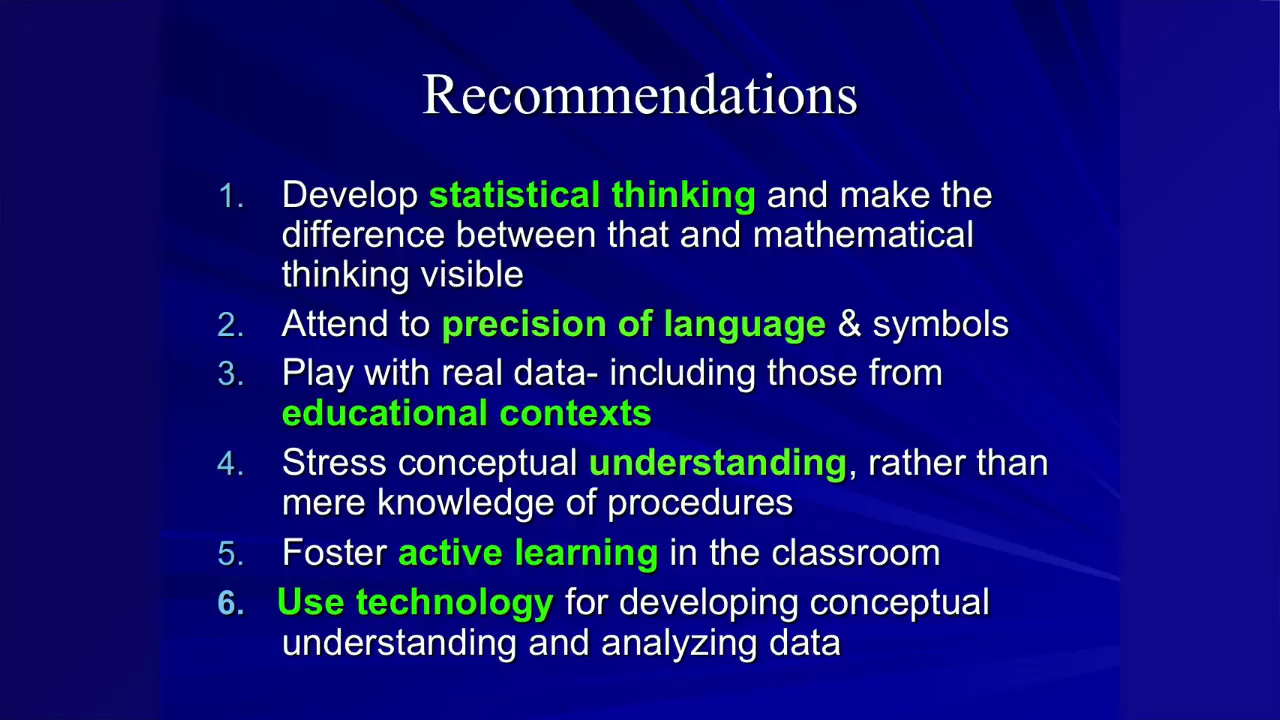 Recommendations
1. Develop statistical thinking and make the
difference between that and mathematical
thinking visible
2. Attend to precision of language & symbols
3. Play with real data- including those from
educational contexts
4. Stress conceptual understanding, rather than
mere knowledge of procedures
5. Foster active learning in the classroom
6. Use technology for developing conceptual
understanding and analyzing data